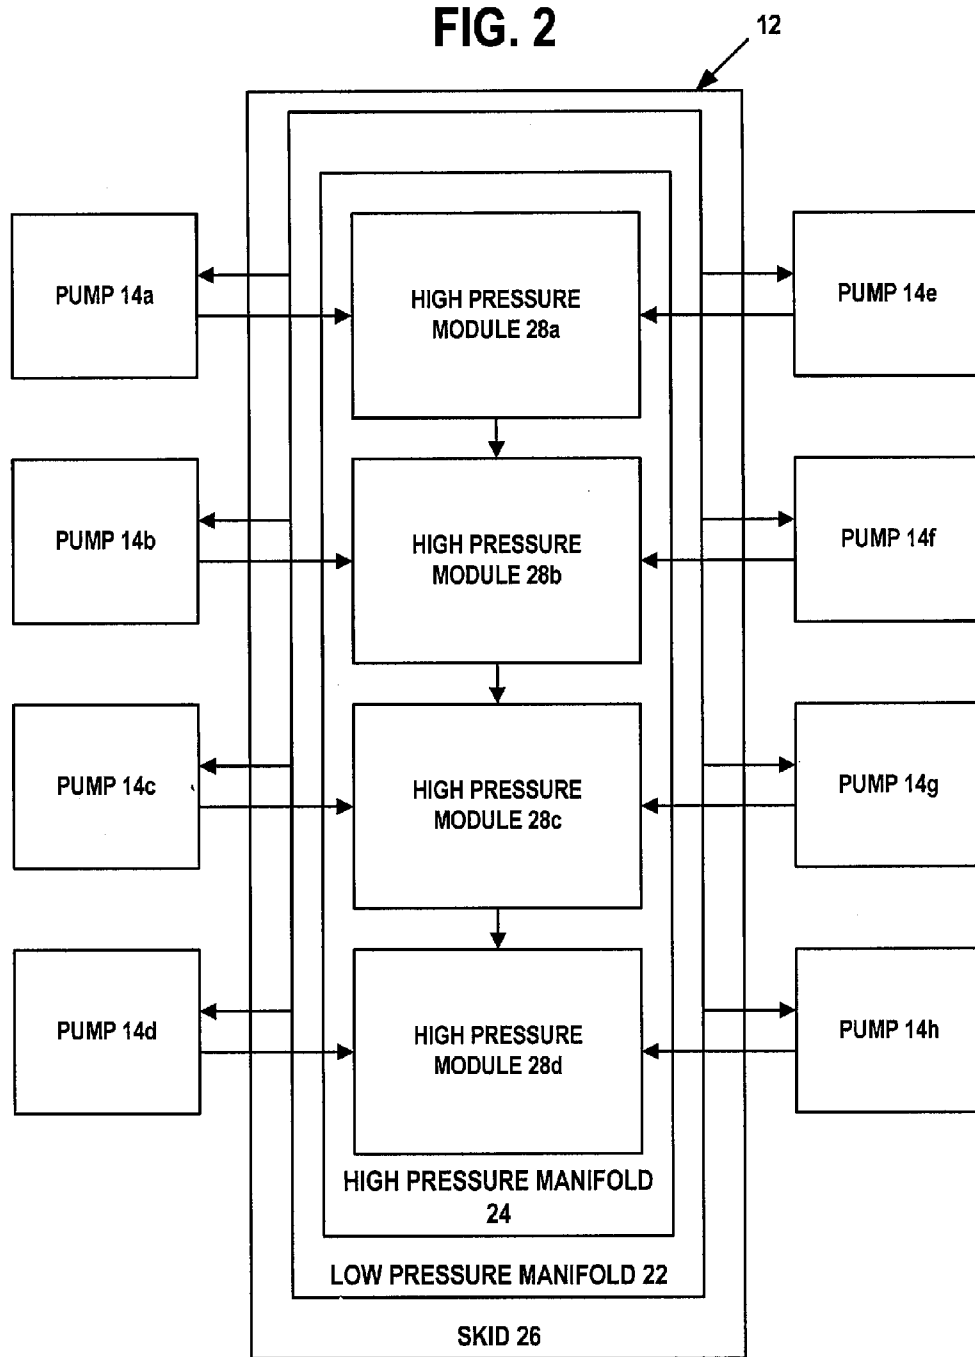 FIG. 2
12
PUMP 14a
HIGH PRESSURE
MODULE 28a
PUMP 14e
PUMP 14b
HIGH PRESSURE
MODULE 28b
PUMP 14f
PUMP 14c
HIGH PRESSURE
MODULE 28c
PUMP 14g
PUMP 14d
HIGH PRESSURE
MODULE 28d
PUMP 14h
HIGH PRESSURE MANIFOLD
24
LOW PRESSURE MANIFOLD 22
SKID 26